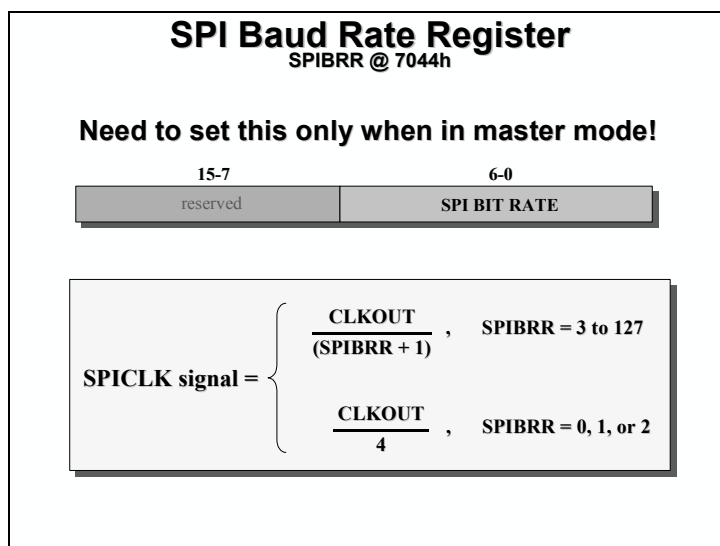 SPI Baud Rate Register
SPIBRR @ 7044h
Need to set this only when in master mode!
15-7 6-0
reserved SPI BIT RATE
CLKOUT
(SPIBRR + 1) , SPIBRR = 3 to 127
SPICLK signal =
CLKOUT
4 , SPIBRR = 0, 1, or 2